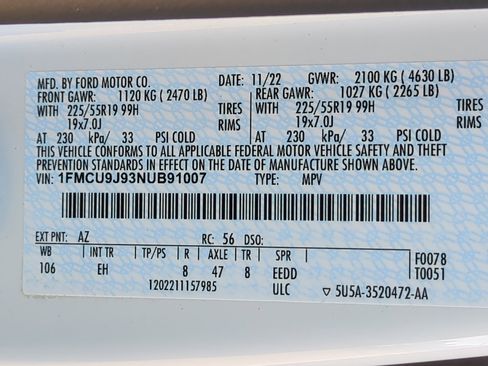 MFD. BY FORD MOTOR CO. DATE: 11/22 GVWR: 2100 KG ( 4630 LB)
FRONT GAWR: 1120 KG ( 2470 LB) REAR GAWR: 1027 KG ( 2265 LB)
WITH 225/55R19 99H TIRES WITH 225/55R19 99H TIRES
19x7.0J RIMS 19x7.0J RIMS
AT 230 kPa/ 33 PSI COLD AT 230 kPa/ 33 PSI COLD
THIS VEHICLE CONFORMS TO ALL APPLICABLE FEDERAL MOTOR VEHICLE SAFETY AND THEFT
PREVENTION STANDARDS IN EFFECT ON THE DATE OF MANUFACTURE SHOWN ABOVE.
VIN: 1FMCU9J93NUB91007 TYPE: MPV
EXT PNT: AZ RC: 56 DSO:
WB INT TR TP/PS R AXLE TR SPR F0078
106 EH 8 47 8 EEDD T0051
1202211157985 ULC ▽ 5U5A-3520472-AA